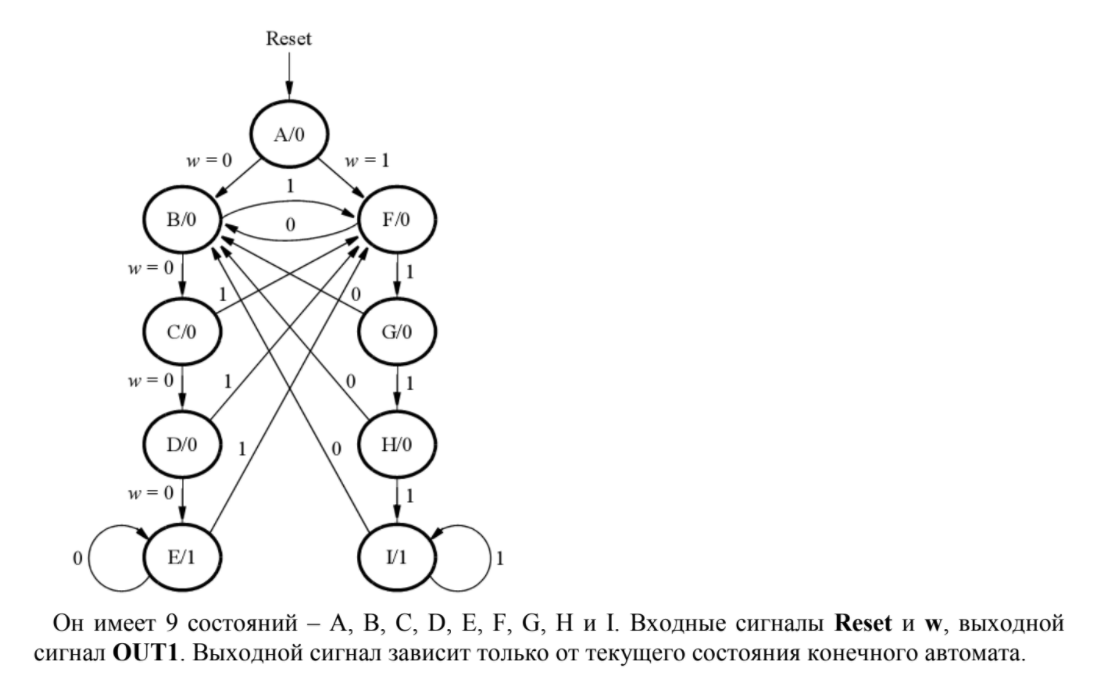 Reset
A/0
w = 0 w = 1
1
B/0 F/0
0
w = 0 1
1 0
C/0 G/0
w = 0 1 0 1
D/0 H/0
1 0
w = 0 1
0 E/1 I/1 1
Он имеет 9 состояний – A, B, C, D, E, F, G, H и I. Входные сигналы Reset и w, выходной
сигнал OUT1. Выходной сигнал зависит только от текущего состояния конечного автомата.